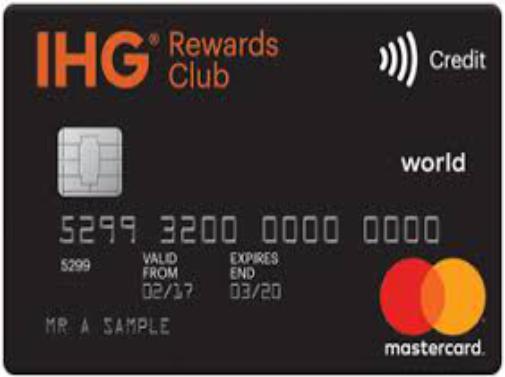 IHG® Rewards Club
Credit
world
5299 3200 0000 0000
5299
VALID FROM 02/17
EXPIRES END 03/20
MR A SAMPLE
mastercard.